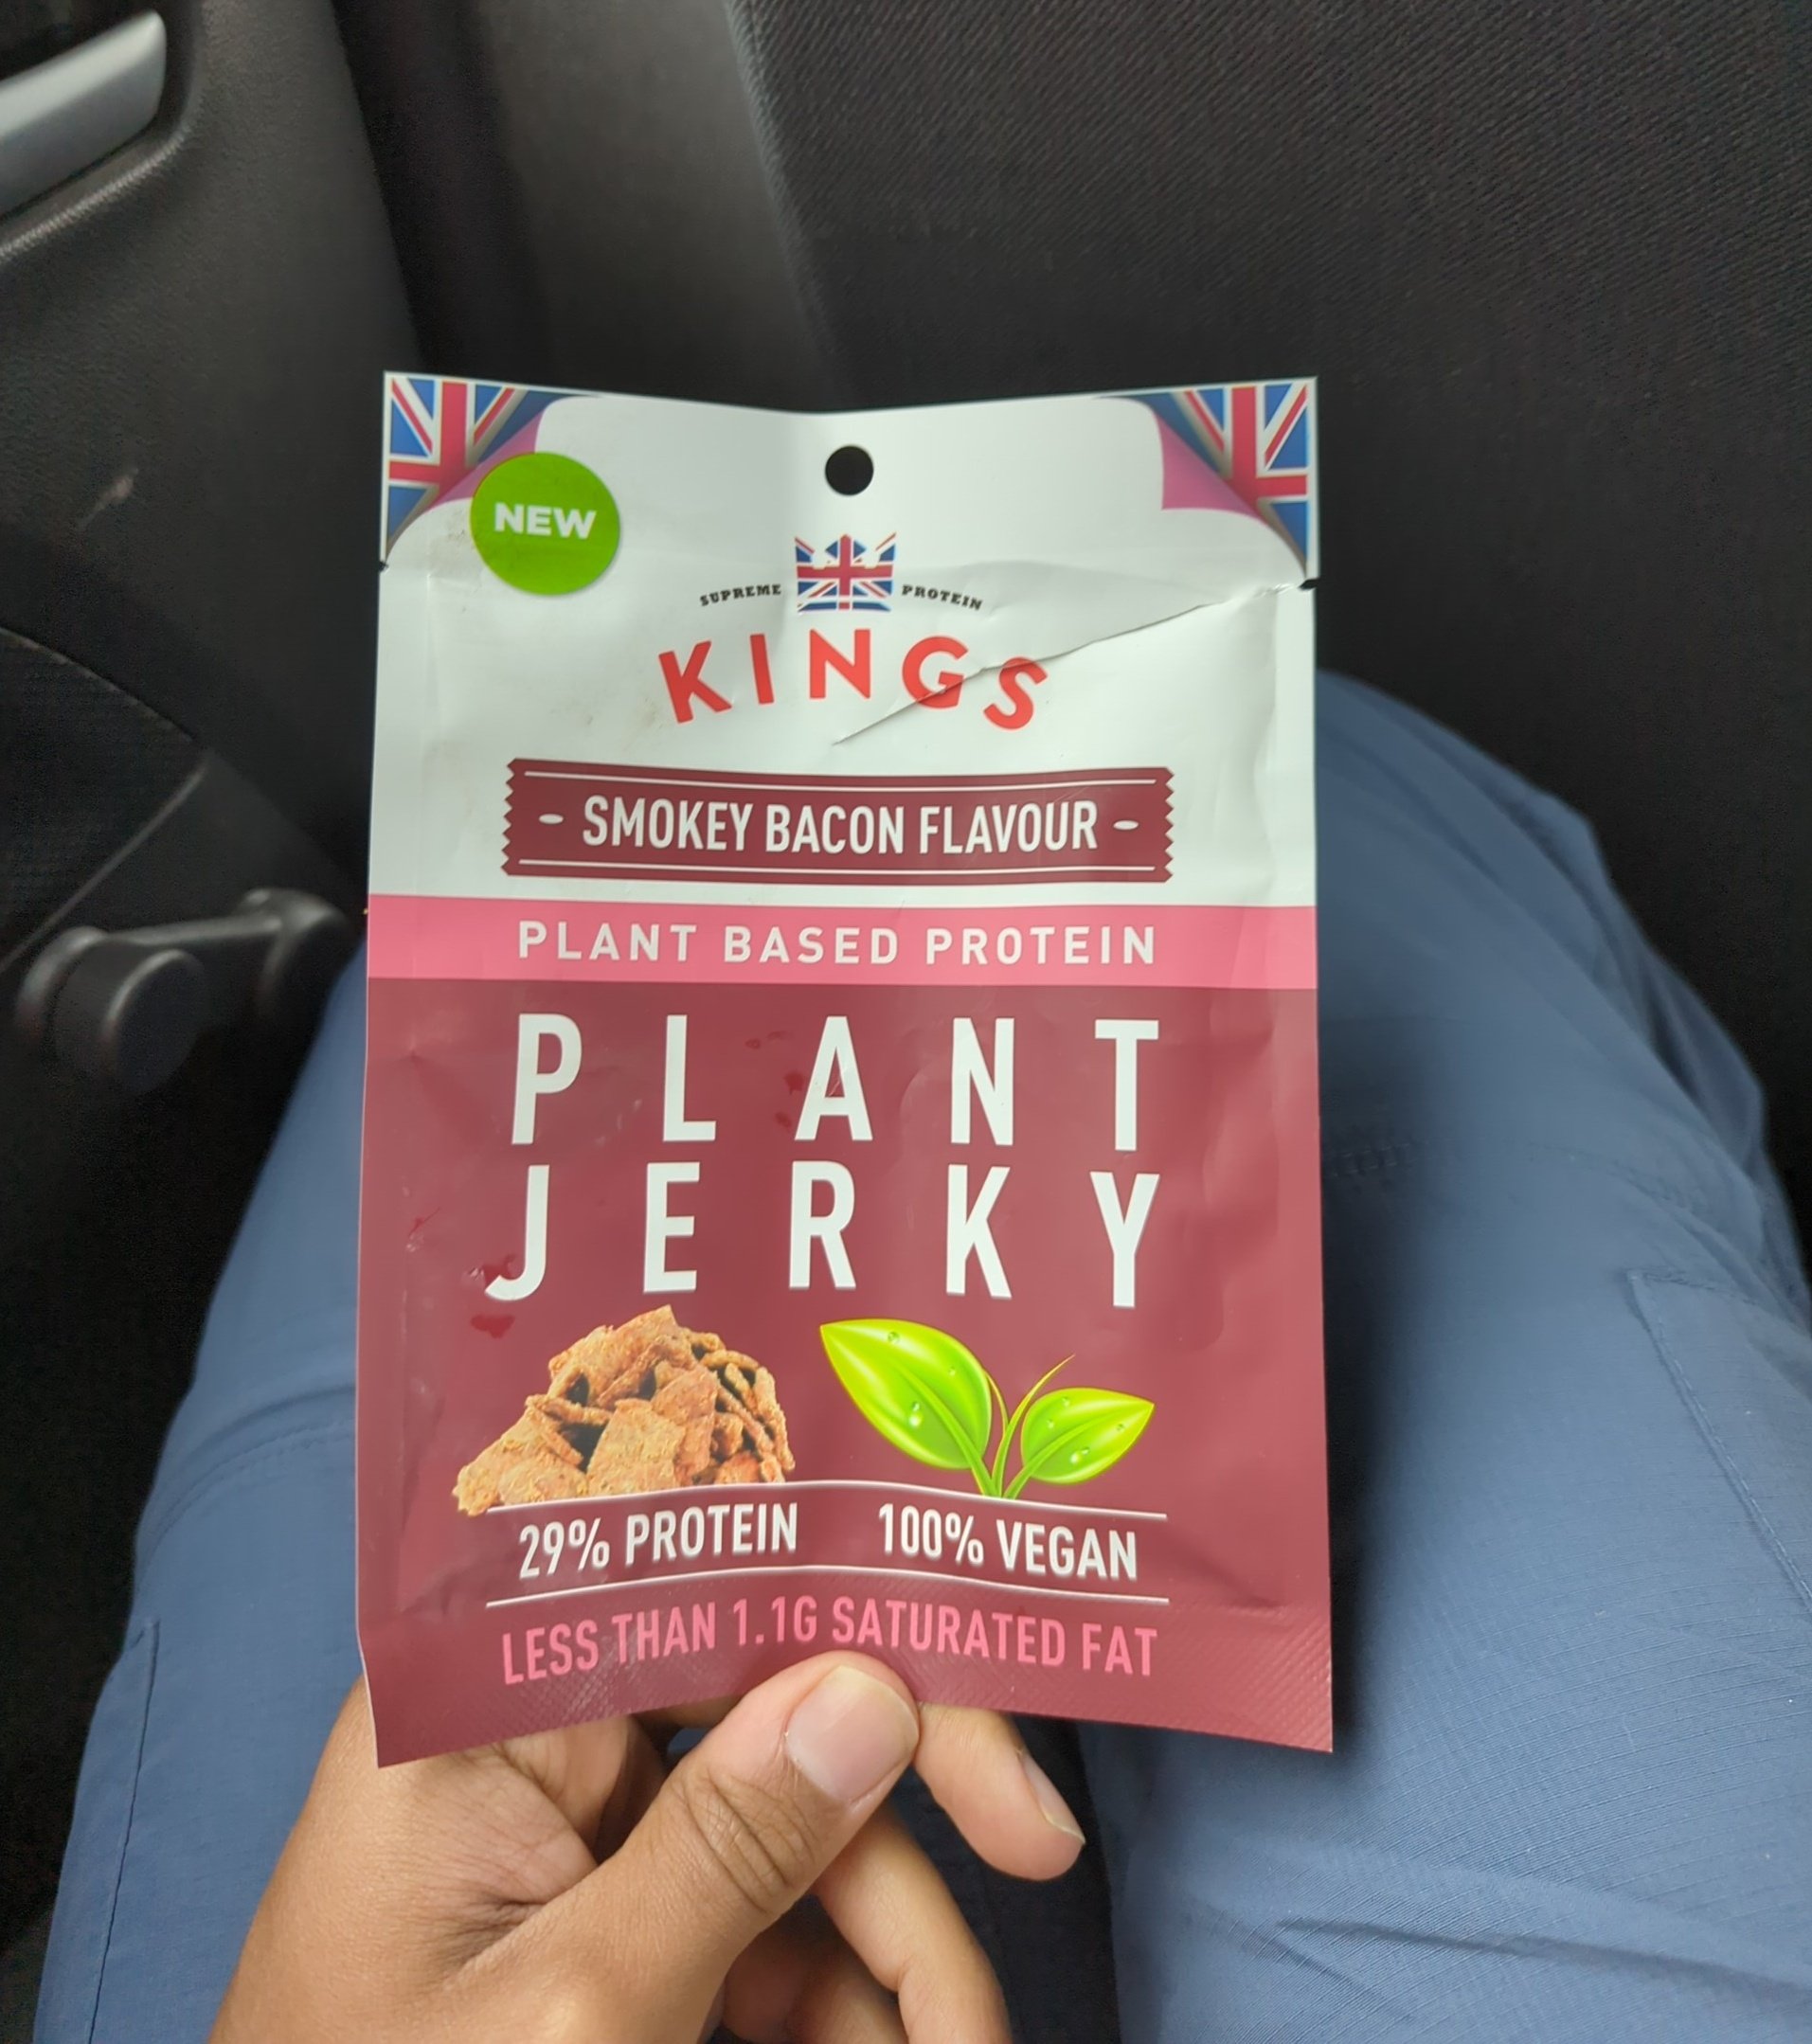 NEW
SUPREME PROTEIN
KINGS
- SMOKEY BACON FLAVOUR -
PLANT BASED PROTEIN
PLANT
JERKY
29% PROTEIN 100% VEGAN
LESS THAN 1.1G SATURATED FAT